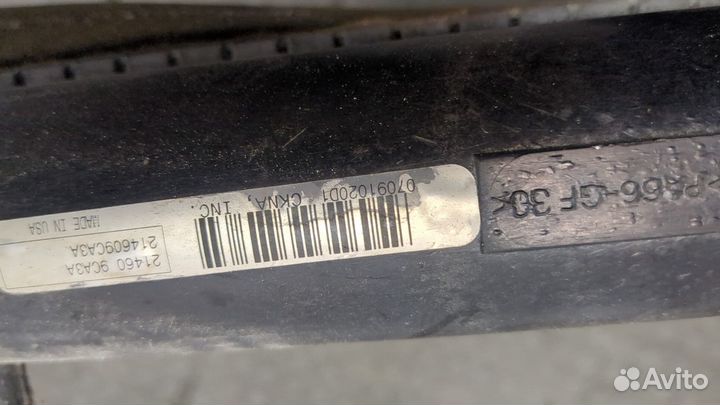 21460 9CA3A
214609CA3A
MADE IN USA
07091020D1
CKNA, INC.
>PA66-GF30<
Avito